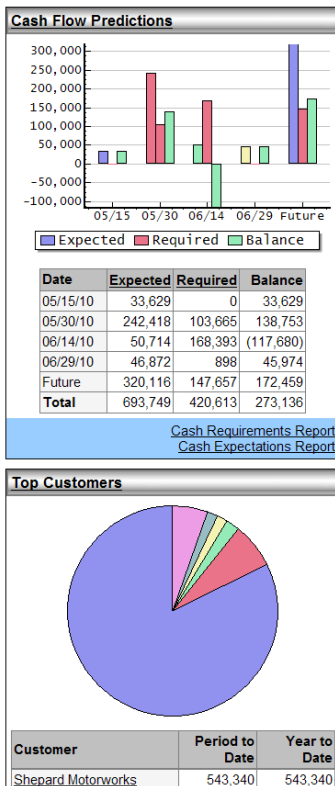 Cash Flow Predictions
300,000
250,000
200,000
150,000
100,000
50,000
0
-50,000
-100,000
05/15 05/30 06/14 06/29 Future
Expected Required Balance
Date Expected Required Balance
05/15/10 33,629 0 33,629
05/30/10 242,418 103,665 138,753
06/14/10 50,714 168,393 (117,680)
06/29/10 46,872 898 45,974
Future 320,116 147,657 172,459
Total 693,749 420,613 273,136
Cash Requirements Report
Cash Expectations Report
Top Customers
Customer Period to Date Year to Date
Shepard Motorworks 543,340 543,340